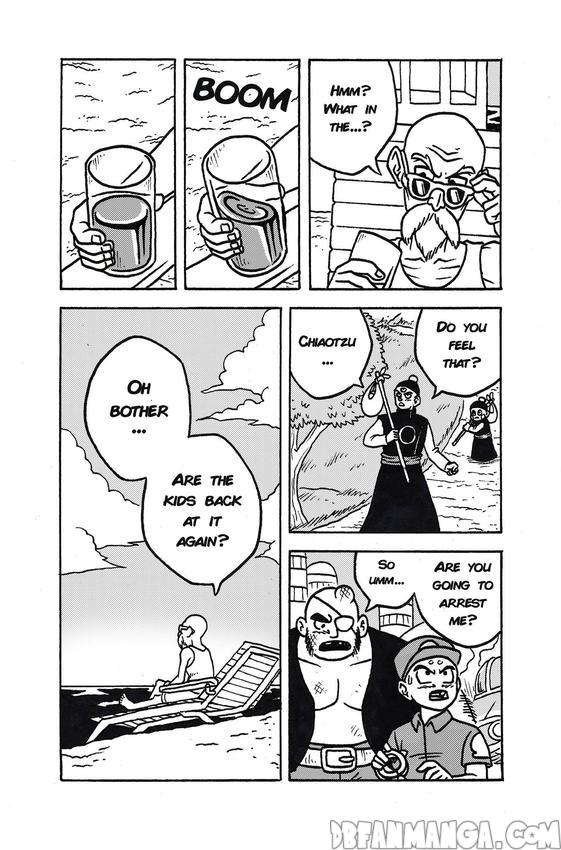 BOOM
HMM?
WHAT IN
THE...?
OH
BOTHER
...
ARE THE
KIDS BACK
AT IT
AGAIN?
CHIAOTZU
...
DO YOU
FEEL
THAT?
SO
UMM...
ARE YOU
GOING TO
ARREST
ME?
DBFANMANGA.COM